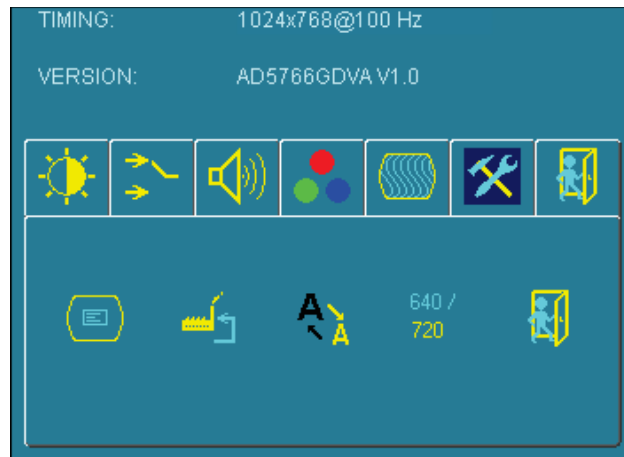 TIMING: 1024x768@100 Hz
VERSION: AD5766GDVA V1.0
A
A
640 /
720